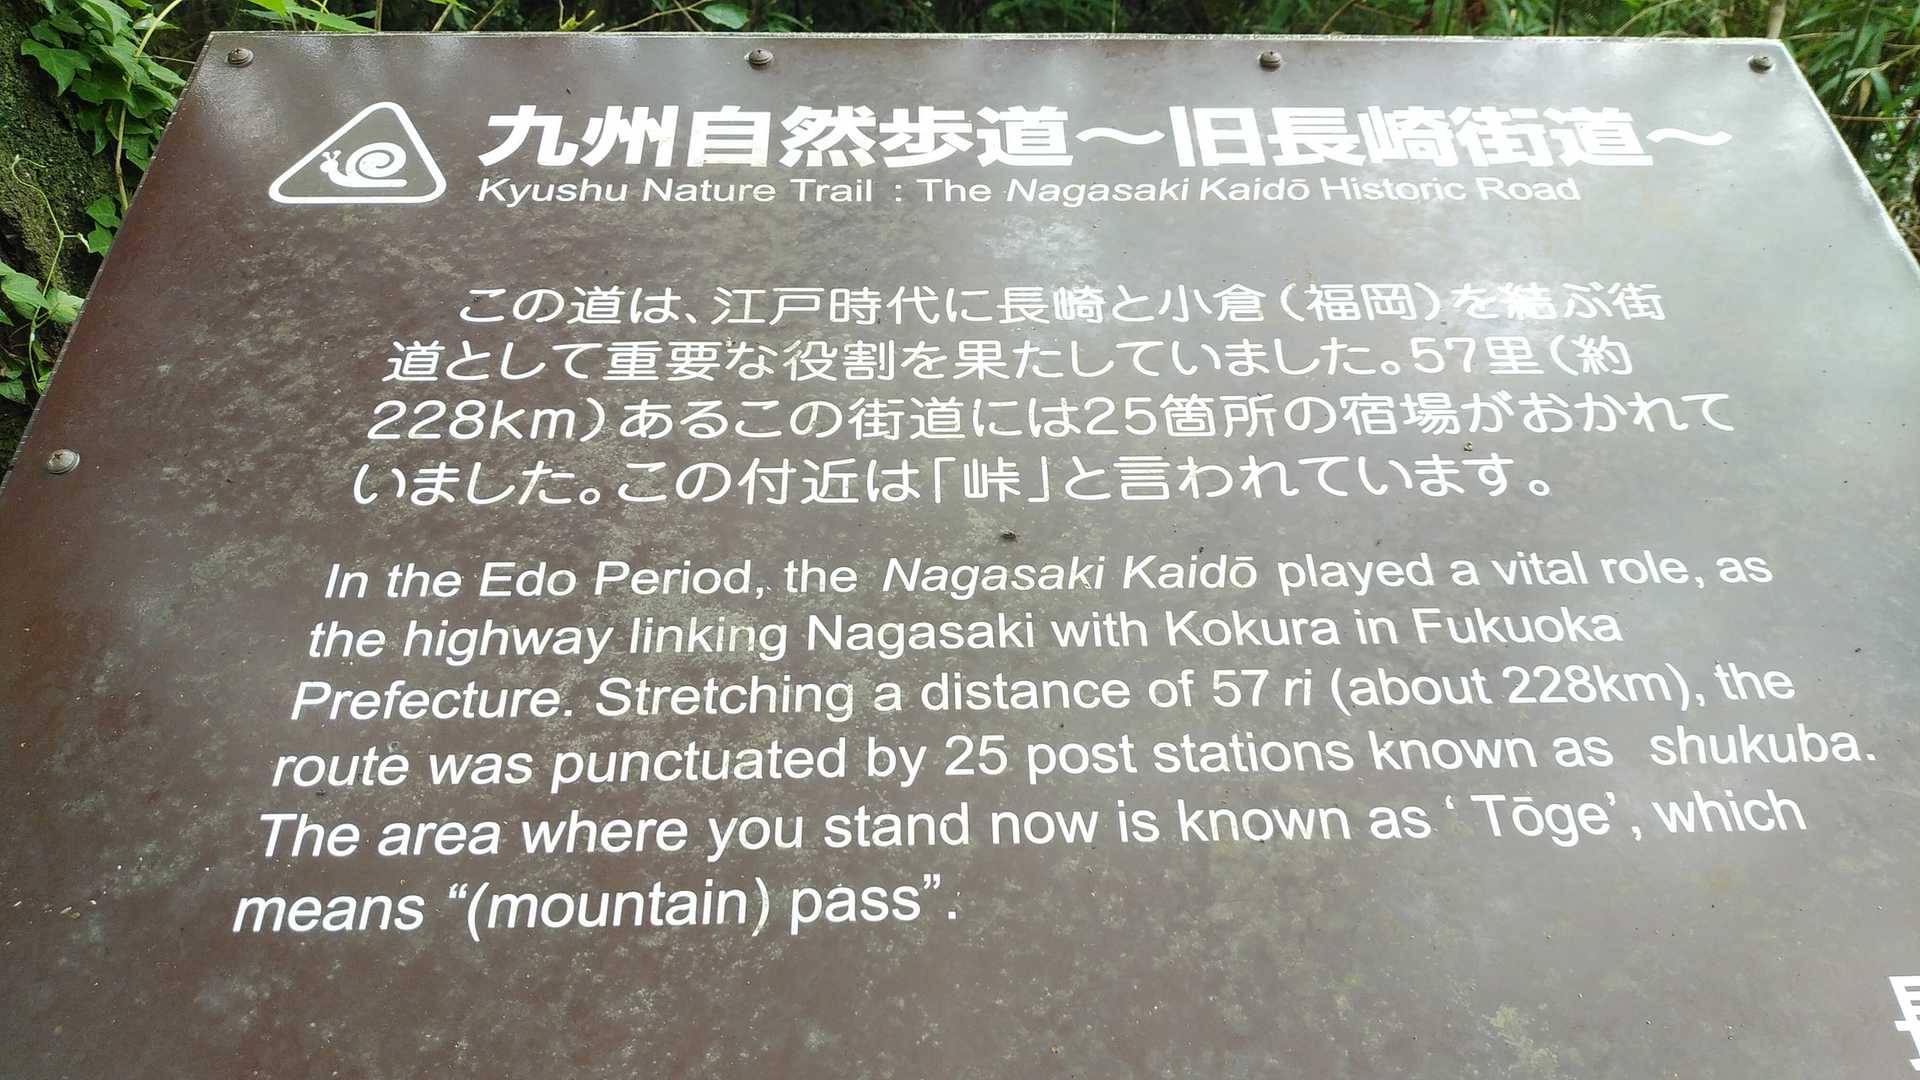 九州自然歩道～旧長崎街道～
Kyushu Nature Trail : The Nagasaki Kaidō Historic Road
この道は、江戸時代に長崎と小倉（福岡）を結ぶ街
道として重要な役割を果たしていました。57里（約
228km）あるこの街道には25箇所の宿場がおかれて
いました。この付近は「峠」と言われています。
In the Edo Period, the Nagasaki Kaidō played a vital role, as
the highway linking Nagasaki with Kokura in Fukuoka
Prefecture. Stretching a distance of 57 ri (about 228km), the
route was punctuated by 25 post stations known as shukuba.
The area where you stand now is known as ‘ Tōge’, which
means “(mountain) pass”.